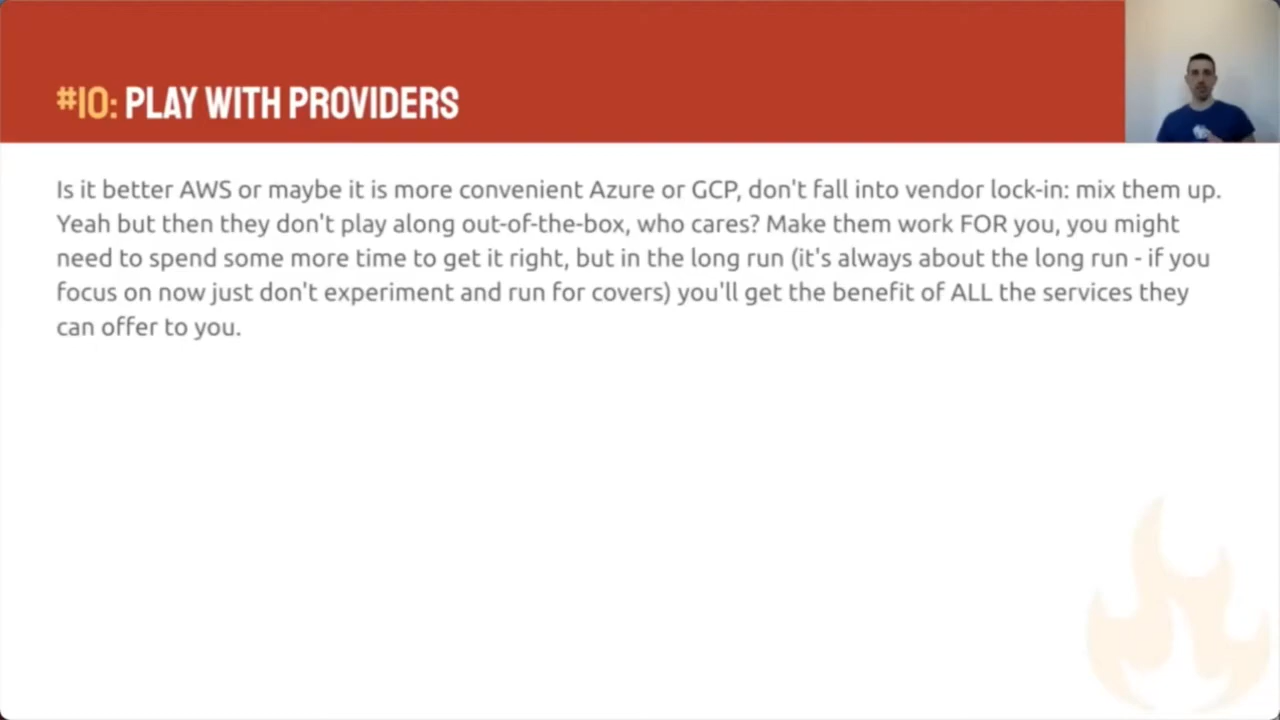 #10: PLAY WITH PROVIDERS
Is it better AWS or maybe it is more convenient Azure or GCP, don't fall into vendor lock-in: mix them up.
Yeah but then they don't play along out-of-the-box, who cares? Make them work FOR you, you might
need to spend some more time to get it right, but in the long run (it's always about the long run - if you
focus on now just don't experiment and run for covers) you'll get the benefit of ALL the services they
can offer to you.